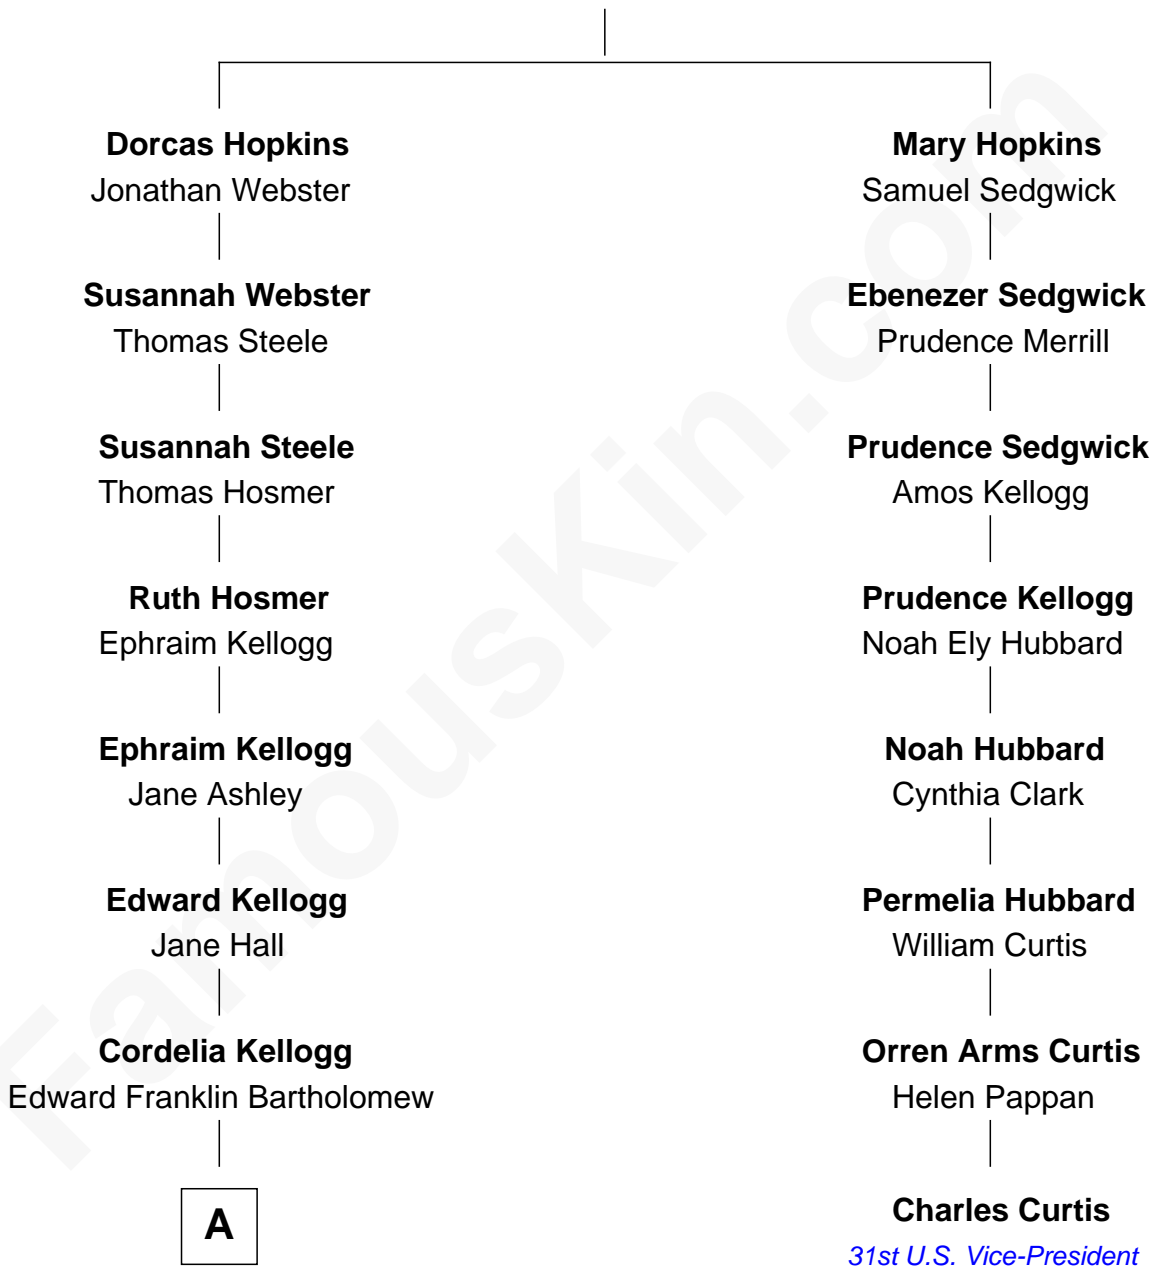 Dorcas Hopkins
Jonathan Webster
Susannah Webster
Thomas Steele
Susannah Steele
Thomas Hosmer
Ruth Hosmer
Ephraim Kellogg
Ephraim Kellogg
Jane Ashley
Edward Kellogg
Jane Hall
Cordelia Kellogg
Edward Franklin Bartholomew
A
Mary Hopkins
Samuel Sedgwick
Ebenezer Sedgwick
Prudence Merrill
Prudence Sedgwick
Amos Kellogg
Prudence Kellogg
Noah Ely Hubbard
Noah Hubbard
Cynthia Clark
Permelia Hubbard
William Curtis
Orren Arms Curtis
Helen Pappan
Charles Curtis
31st U.S. Vice-President
FamousKin.com